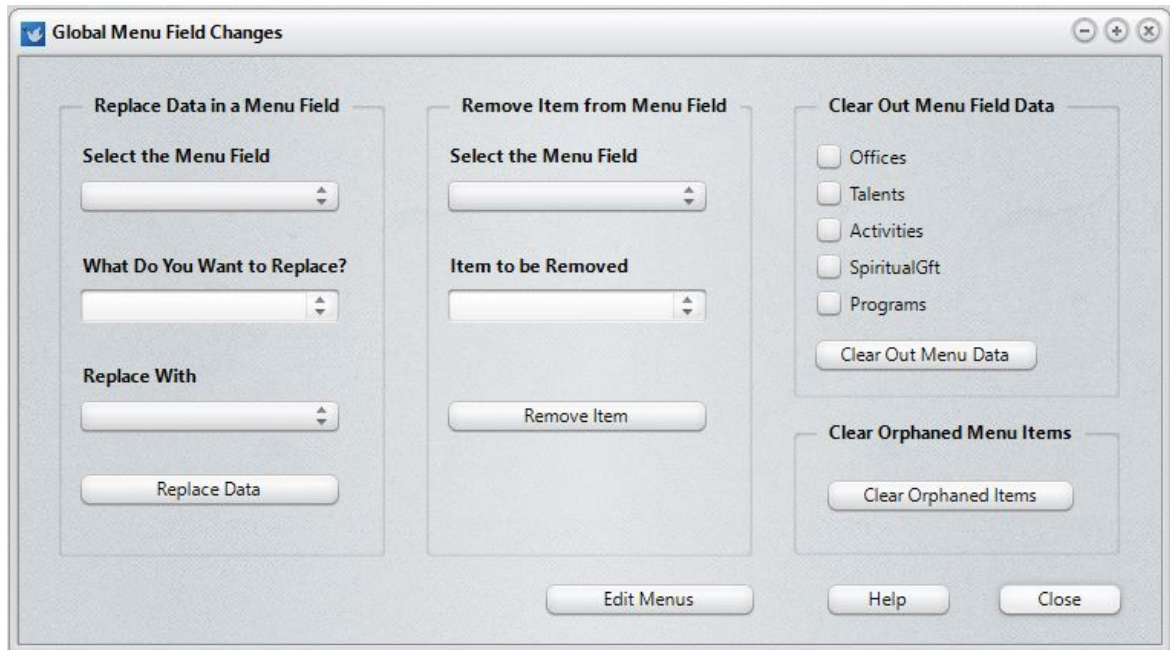 Global Menu Field Changes
Replace Data in a Menu Field
Select the Menu Field
What Do You Want to Replace?
Replace With
Replace Data
Remove Item from Menu Field
Select the Menu Field
Item to be Removed
Remove Item
Clear Out Menu Field Data
Offices
Talents
Activities
SpiritualGft
Programs
Clear Out Menu Data
Clear Orphaned Menu Items
Clear Orphaned Items
Edit Menus
Help
Close